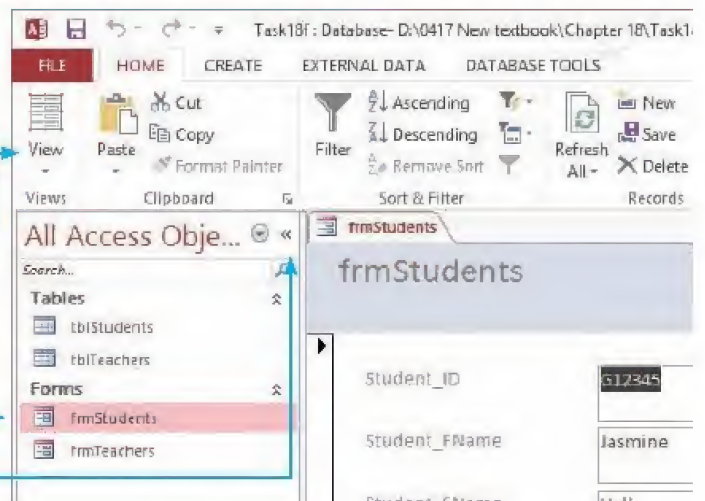 Task18f : Database- D:\0417 New textbook\Chapter 18\Task1
FILE HOME CREATE EXTERNAL DATA DATABASE TOOLS
View
Paste
Cut
Copy
Format Painter
Filter
Ascending
Descending
Remove Sort
Refresh
All
New
Save
Delete
Views Clipboard Sort & Filter Records
All Access Obje...
Search...
Tables
tblStudents
tblTeachers
Forms
frmStudents
frmTeachers
frmStudents
frmStudents
Student_ID G12345
Student_FName Jasmine